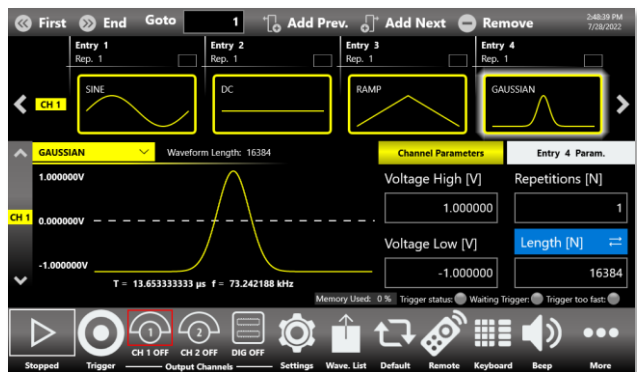 First End Goto 1 Add Prev. Add Next Remove 2:48:39 PM
7/28/2022
Entry 1 Entry 2 Entry 3 Entry 4
Rep. 1 Rep. 1 Rep. 1 Rep. 1
CH 1 SINE DC RAMP GAUSSIAN
GAUSSIAN Waveform Length: 16384 Channel Parameters Entry 4 Param.
1.000000V Voltage High [V] Repetitions [N]
1.000000 1
CH 1 0.000000V
Voltage Low [V] Length [N]
-1.000000V -1.000000 16384
T = 13.653333333 µs f = 73.242188 kHz
Memory Used: 0 % Trigger status: Waiting Trigger: Trigger too fast:
1 2
CH 1 OFF CH 2 OFF DIG OFF
Stopped Trigger Output Channels Settings Wave. List Default Remote Keyboard Beep More